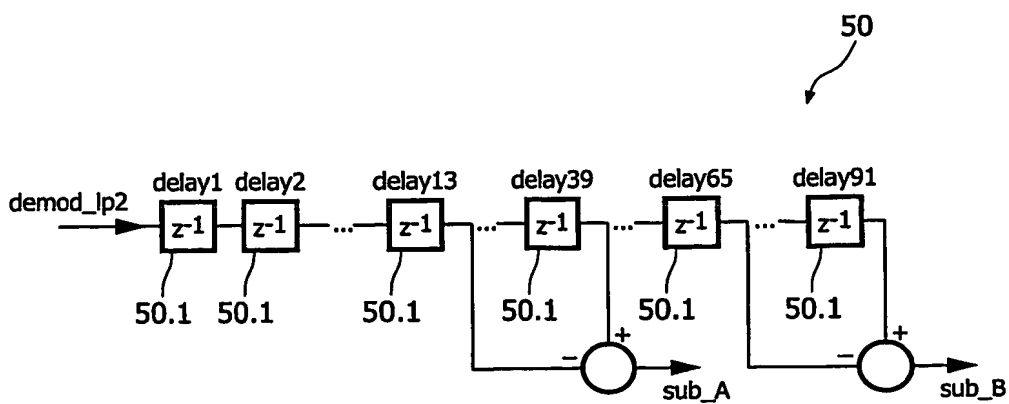 50
delay1 delay2 delay13 delay39 delay65 delay91
demod_lp2
z-1 z-1 ... z-1 ... z-1 ... z-1 ... z-1
50.1 50.1 50.1 50.1 50.1 50.1
+ +
− −
sub_A sub_B